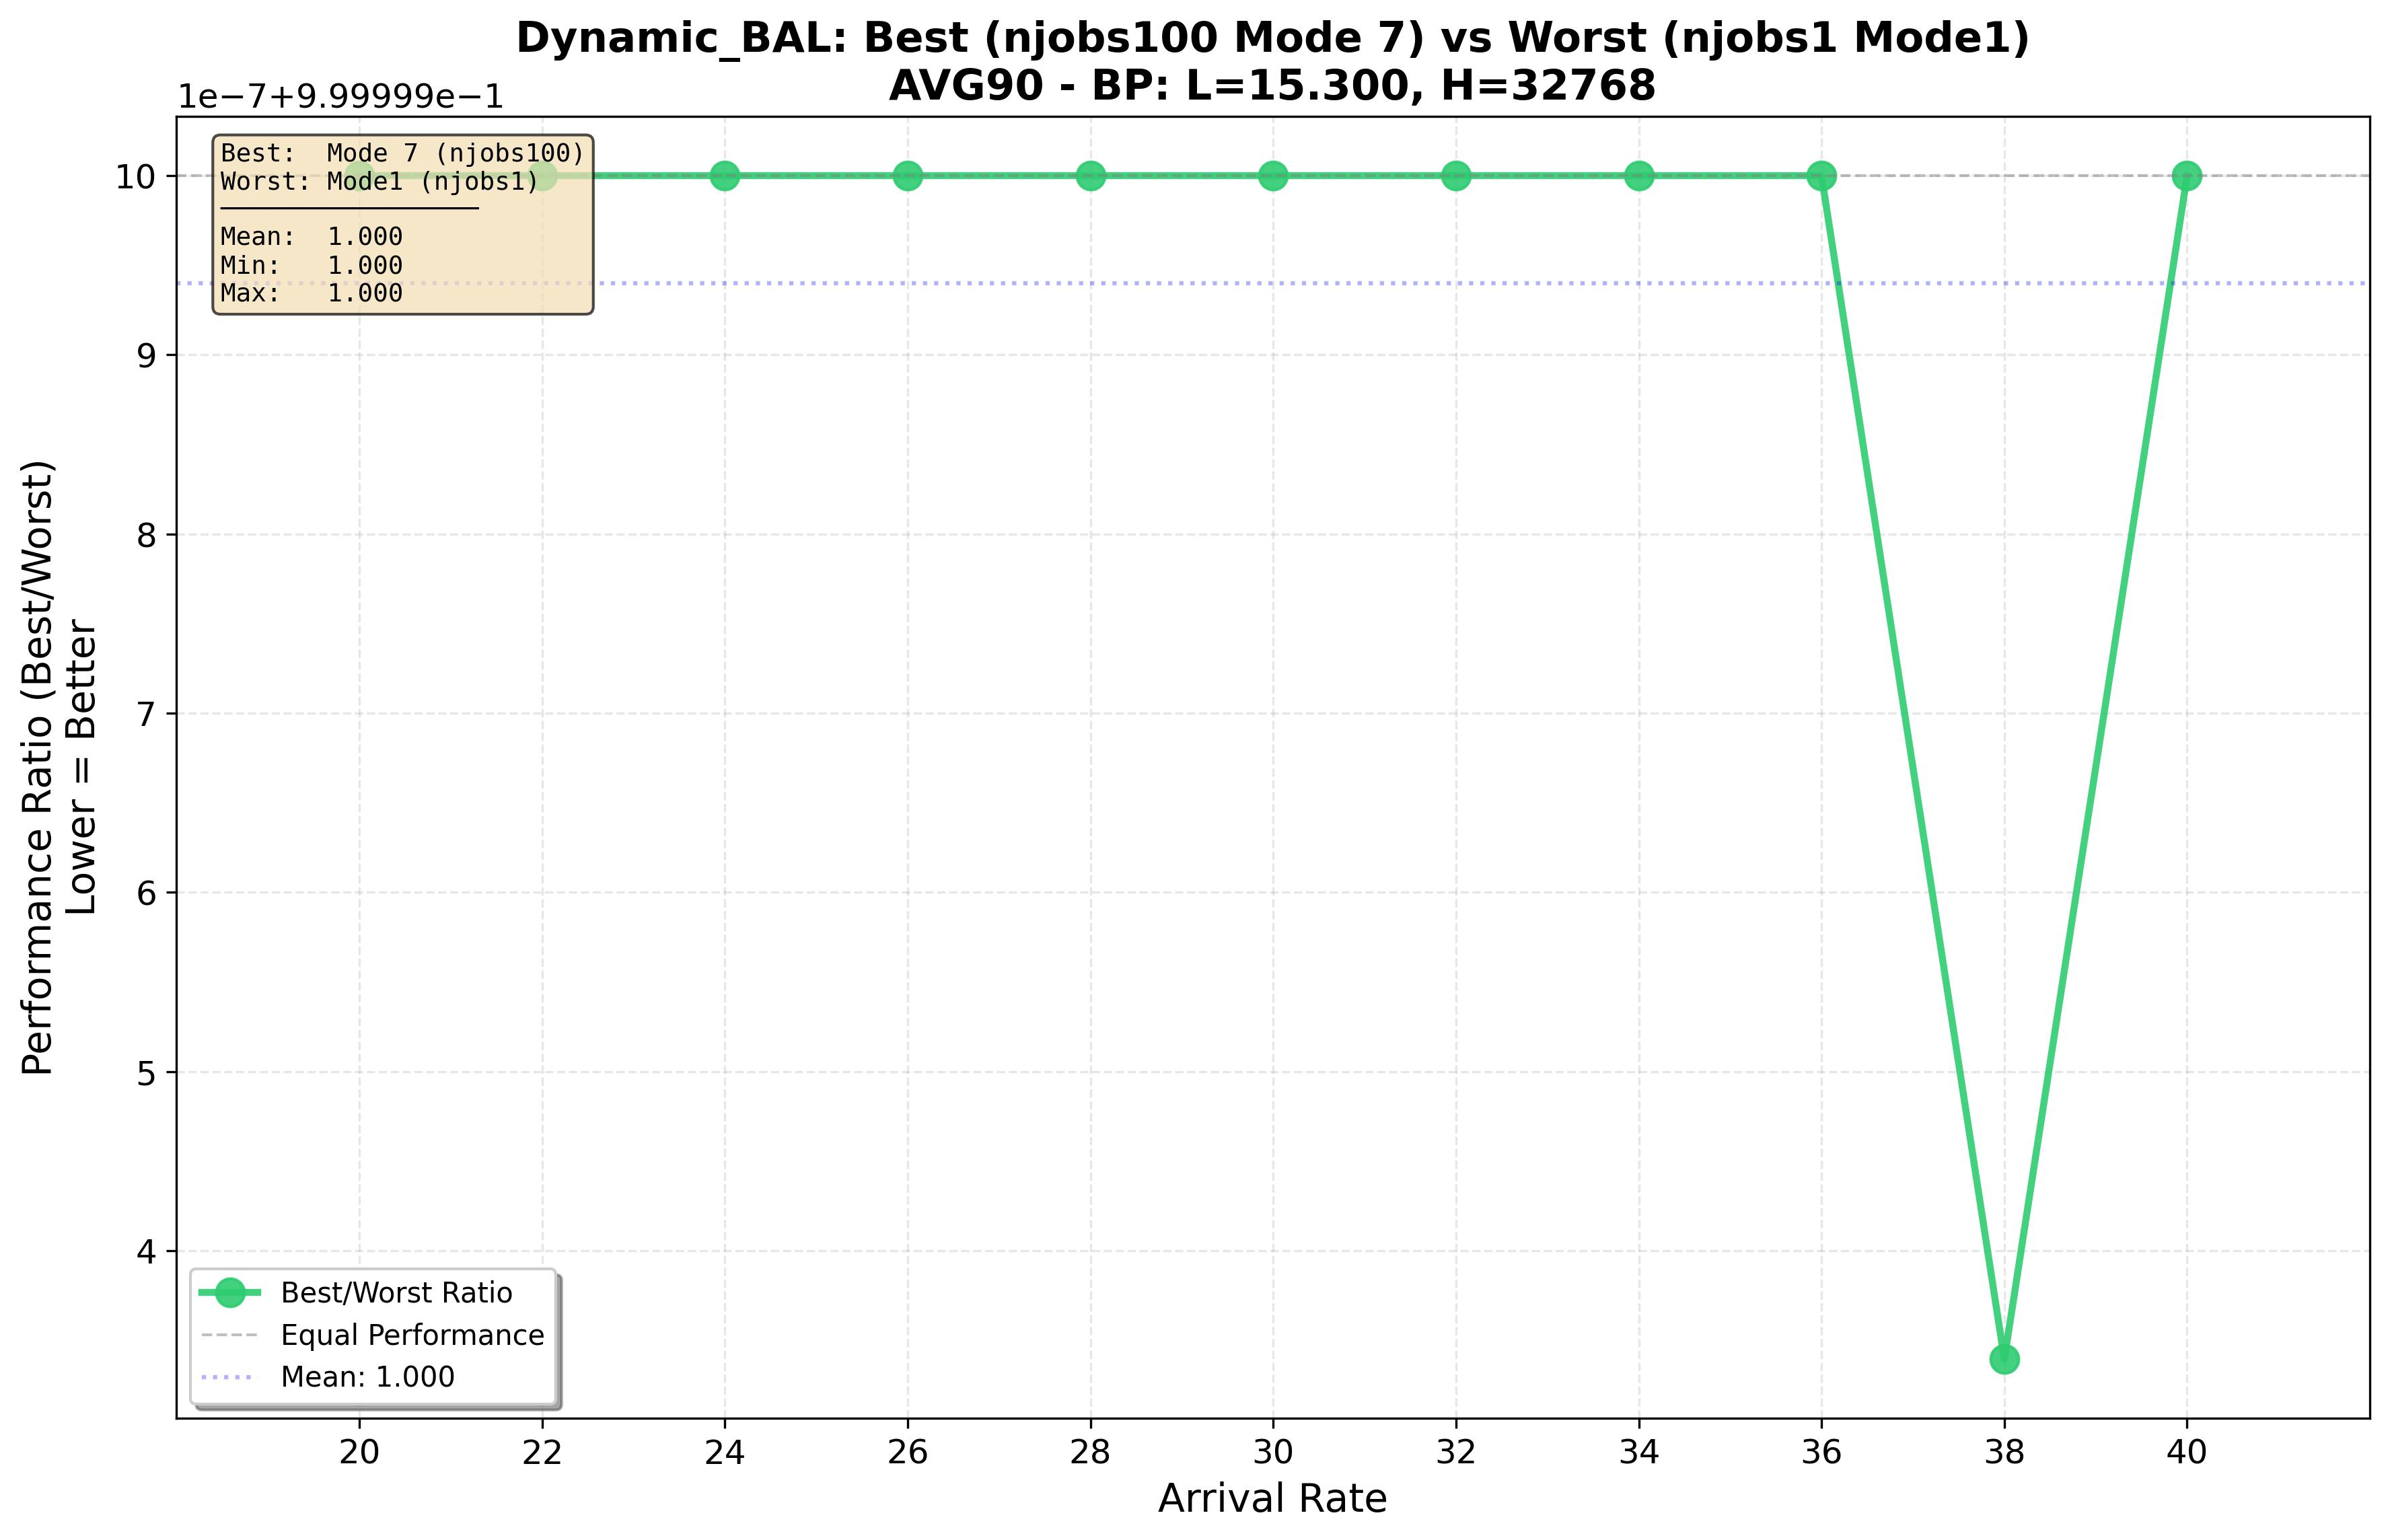 Dynamic_BAL: Best (njobs100 Mode 7) vs Worst (njobs1 Mode1)
AVG90 - BP: L=15.300, H=32768
1e−7+9.99999e−1
Best:  Mode 7 (njobs100)
Worst: Mode1 (njobs1)
Mean:  1.000
Min:   1.000
Max:   1.000
10
9
8
7
6
5
4
Performance Ratio (Best/Worst)
Lower = Better
Best/Worst Ratio
Equal Performance
Mean: 1.000
20 22 24 26 28 30 32 34 36 38 40
Arrival Rate